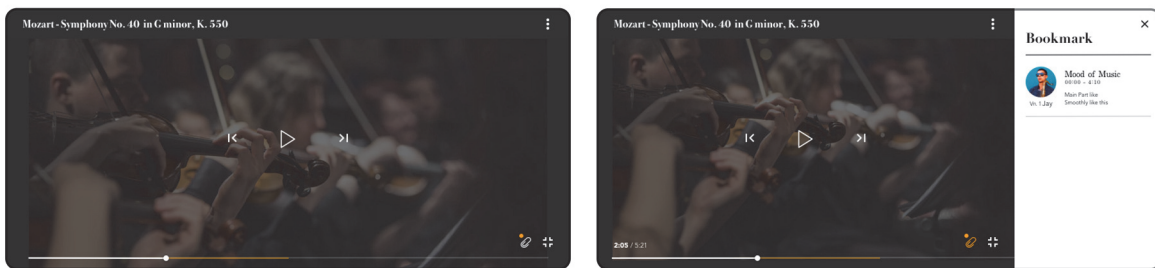 Mozart - Symphony No. 40 in G minor, K. 550
Mozart - Symphony No. 40 in G minor, K. 550
2:05 / 5:21
Bookmark
Mood of Music
00:00 - 4:10
Main Part like
Smoothly like this
Vn. 1 Jay